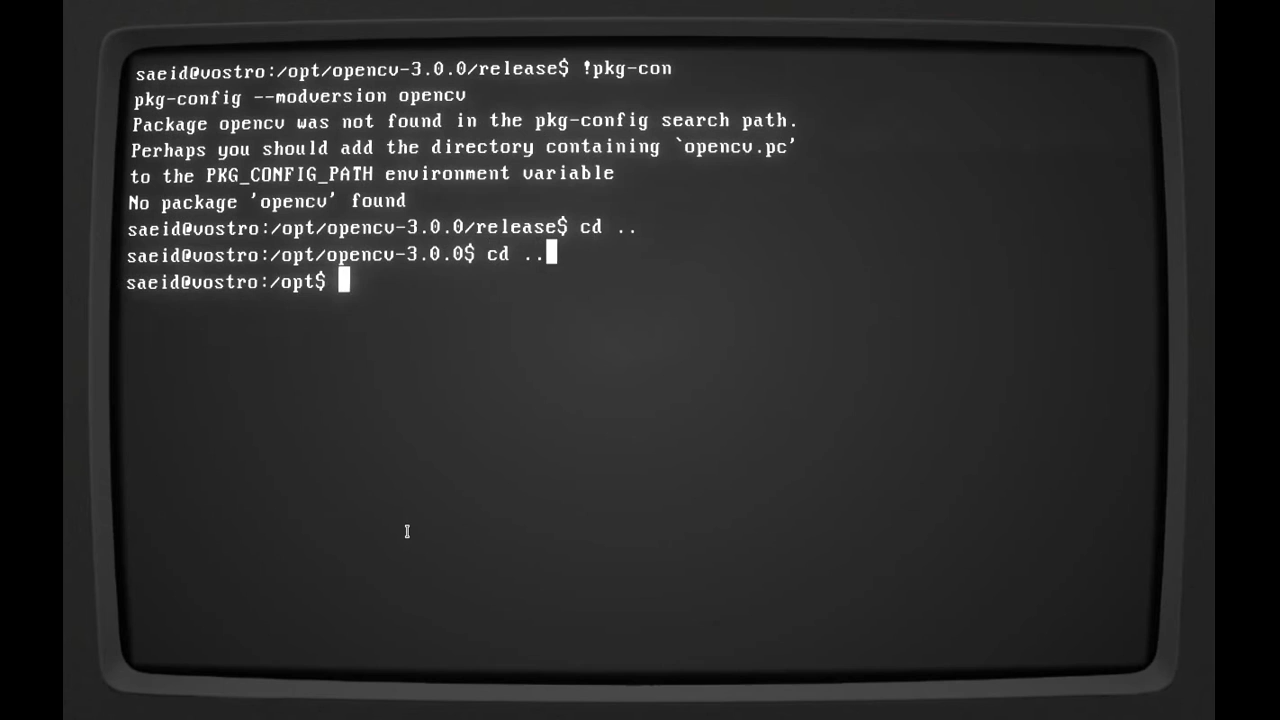 saeid@vostro:/opt/opencv-3.0.0/release$ !pkg-con
pkg-config --modversion opencv
Package opencv was not found in the pkg-config search path.
Perhaps you should add the directory containing `opencv.pc'
to the PKG_CONFIG_PATH environment variable
No package 'opencv' found
saeid@vostro:/opt/opencv-3.0.0/release$ cd ..
saeid@vostro:/opt/opencv-3.0.0$ cd ..
saeid@vostro:/opt$